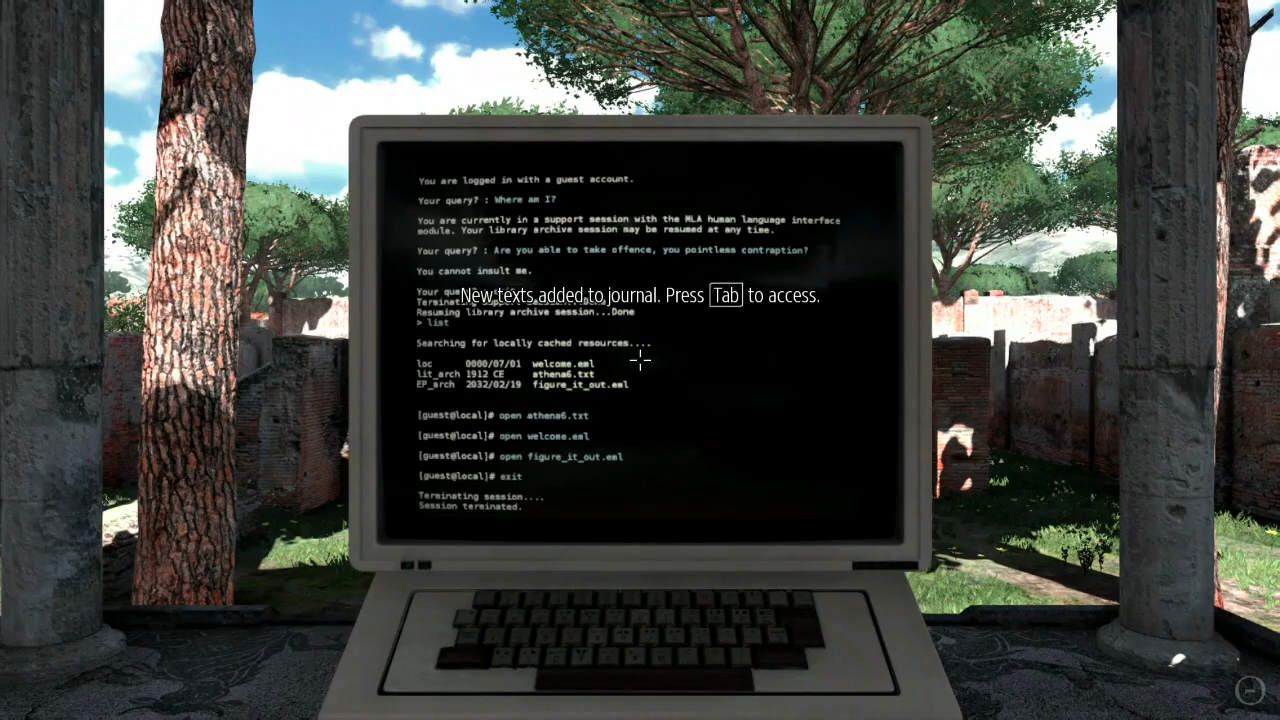 You are logged in with a guest account.
Your query? : Where am I?
You are currently in a support session with the MLA human language interface
module. Your library archive session may be resumed at any time.
Your query? : Are you able to take offence, you pointless contraption?
You cannot insult me.
New texts added to journal. Press Tab to access.
Resuming library archive session...Done
> list
Searching for locally cached resources....
loc 0000/07/01 welcome.eml
lit_arch 1912 CE athena6.txt
EP_arch 2032/02/19 figure_it_out.eml
[guest@local]# open athena6.txt
[guest@local]# open welcome.eml
[guest@local]# open figure_it_out.eml
[guest@local]# exit
Terminating session....
Session terminated.